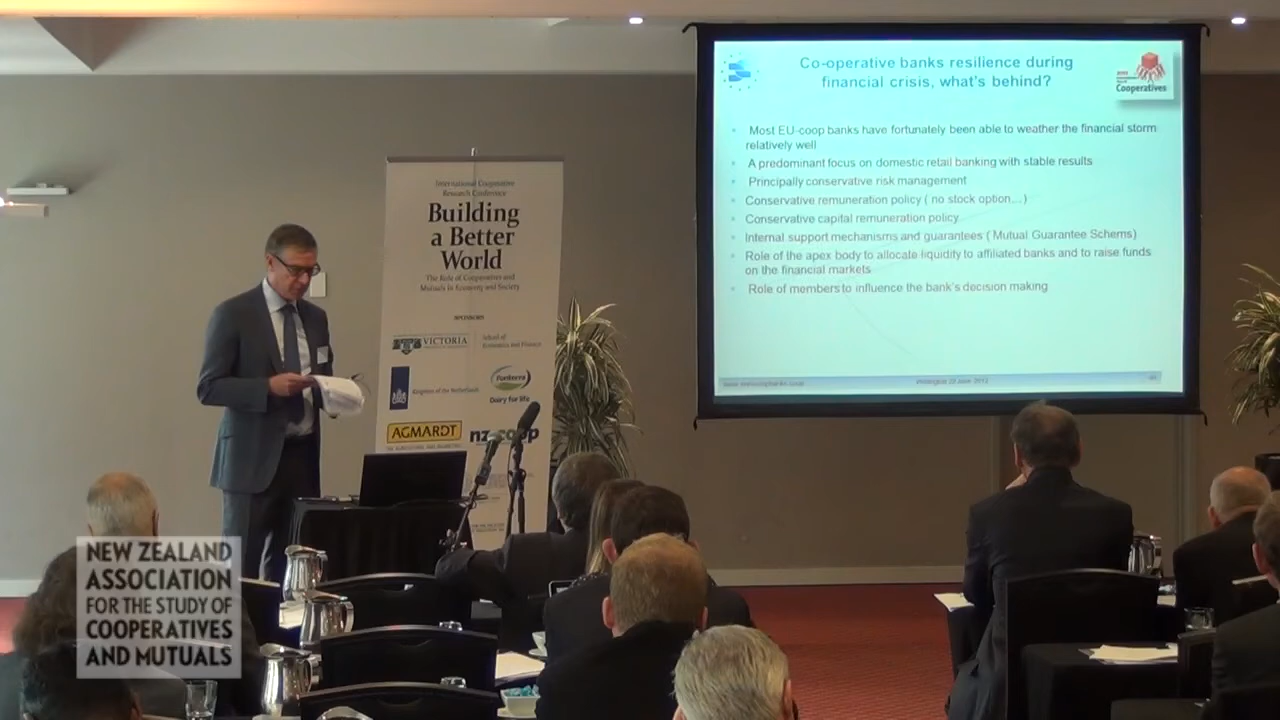 Co-operative banks resilience during
financial crisis, what's behind?
Cooperatives
Most EU-coop banks have fortunately been able to weather the financial storm
relatively well
A predominant focus on domestic retail banking with stable results
Principally conservative risk management
Conservative remuneration policy ( no stock option... )
Conservative capital remuneration policy
Internal support mechanisms and guarantees ( Mutual Guarantee Schems)
Role of the apex body to allocate liquidity to affiliated banks and to raise funds
on the financial markets
Role of members to influence the bank's decision making
International Cooperative
Research Conference
Building
a Better
World
The Role of Cooperatives and
Mutuals in Economy and Society
SPONSORS
VICTORIA
School of
Economics and Finance
Kingdom of the Netherlands
Fonterra
Dairy for life
AGMARDT
nz coop
NEW ZEALAND
ASSOCIATION
FOR THE STUDY OF
COOPERATIVES
AND MUTUALS